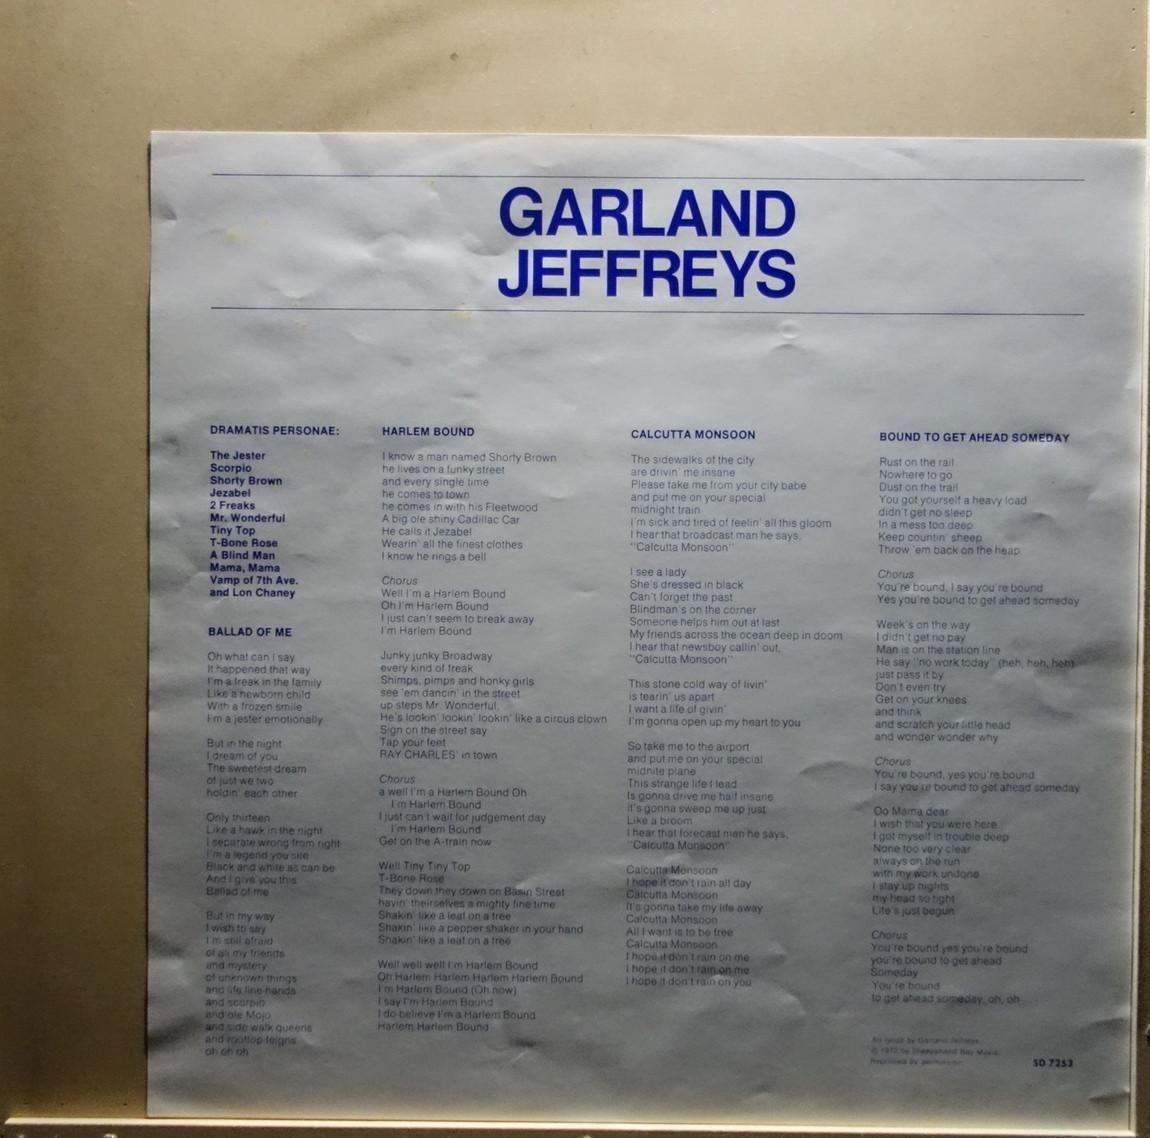 GARLAND
JEFFREYS
DRAMATIS PERSONAE:
The Jester
Scorpio
Shorty Brown
Jezabel
2 Freaks
Mr. Wonderful
Tiny Top
T-Bone Rose
A Blind Man
Mama, Mama
Vamp of 7th Ave.
and Lon Chaney
BALLAD OF ME
Oh what can I say
It happened that way
I'm a freak in the family
Like a newborn child
With a frozen smile
I'm a jester emotionally
But in the night
I dream of you
The sweetest dream
of just we two
holdin' each other
Only thirteen
Like a hawk in the night
I separate wrong from right
I'm a legend you see
Black and white as can be
And I give you this
Ballad of me
But in my way
I wish to say
I'm still afraid
of all my friends
and mystery
of unknown things
and life line hands
and scorpio
and ole Mojo
and side walk queens
and rooftop feigns
oh oh oh
HARLEM BOUND
I know a man named Shorty Brown
he lives on a funky street
and every single time
he comes to town
he comes in with his Fleetwood
A big ole shiny Cadillac Car
He calls it Jezabel
Wearin' all the finest clothes
I know he rings a bell
Chorus
Well I'm a Harlem Bound
Oh I'm Harlem Bound
I just can't seem to break away
I'm Harlem Bound
Junky junky Broadway
every kind of freak
Shimps, pimps and honky girls
see 'em dancin' in the street
up steps Mr. Wonderful,
He's lookin' lookin' lookin' like a circus clown
Sign on the street say
Tap your feet
RAY CHARLES' in town
Chorus
a well I'm a Harlem Bound Oh
I'm Harlem Bound
I just can't wait for judgement day
I'm Harlem Bound
Get on the A-train now
Well Tiny Tiny Top
T-Bone Rose
They down they down on Basin Street
havin' theirselves a mighty fine time
Shakin' like a leaf on a tree
Shakin' like a pepper shaker in your hand
Shakin' like a leaf on a tree
Well well well I'm Harlem Bound
Oh Harlem Harlem Harlem Harlem Bound
I'm Harlem Bound (Oh now)
I say I'm Harlem Bound
I do believe I'm a Harlem Bound
Harlem Harlem Bound
CALCUTTA MONSOON
The sidewalks of the city
are drivin' me insane
Please take me from your city babe
and put me on your special
midnight train
I'm sick and tired of feelin' all this gloom
I hear that broadcast man he says,
"Calcutta Monsoon"
I see a lady
She's dressed in black
Can't forget the past
Blindman's on the corner
Someone helps him out at last
My friends across the ocean deep in doom
I hear that newsboy callin' out,
"Calcutta Monsoon"
This stone cold way of livin'
is tearin' us apart
I want a life of givin'
I'm gonna open up my heart to you
So take me to the airport
and put me on your special
midnite plane
This strange life I lead
Is gonna drive me half insane
it's gonna sweep me up just
Like a broom
I hear that forecast man he says,
"Calcutta Monsoon"
Calcutta Monsoon
I hope it don't rain all day
Calcutta Monsoon
It's gonna take my life away
Calcutta Monsoon
All I want is to be free
Calcutta Monsoon
I hope it don't rain on me
I hope it don't rain on me
I hope it don't rain on you
BOUND TO GET AHEAD SOMEDAY
Rust on the rail
Nowhere to go
Dust on the trail
You got yourself a heavy load
didn't get no sleep
In a mess too deep
Keep countin' sheep
Throw 'em back on the heap
Chorus
You're bound, I say you're bound
Yes you're bound to get ahead someday
Week's on the way
I didn't get no pay
Man is on the station line
He say "no work today" (heh, heh, heh)
just pass it by
Don't even try
Get on your knees
and think
and scratch your little head
and wonder wonder why
Chorus
You're bound, yes you're bound
I say you're bound to get ahead someday
Oo Mama dear
I wish that you were here
I got myself in trouble deep
None too very clear
always on the run
with my work undone
I stay up nights
my head so tight
Life's just begun
Chorus
You're bound yes you're bound
you're bound to get ahead
Someday
You're bound
to get ahead someday, oh, oh
All lyrics by Garland Jeffreys
© 1972 by Sheepshead Bay Music
Reprinted by permission
SD 7253